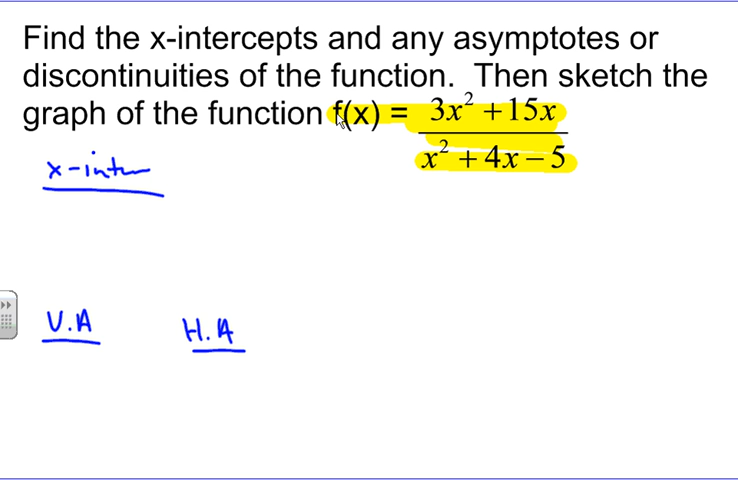 Find the x-intercepts and any asymptotes or
discontinuities of the function. Then sketch the
graph of the function f(x) = 3x² +15x
x² + 4x − 5
x-inter
V.A H.A